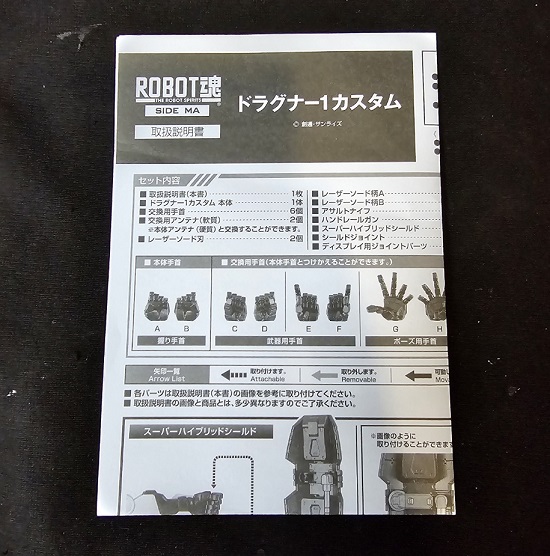 ROBOT魂
THE ROBOT SPIRITS
SIDE MA
取扱説明書
ドラグナー1カスタム
© 創通・サンライズ
セット内容
■ 取扱説明書(本書) 1枚
■ ドラグナー1カスタム 本体 1体
■ 交換用手首 6個
■ 交換用アンテナ(軟質) 2個
※本体アンテナ(硬質)と交換することができます。
■ レーザーソード刃 2個
■ レーザーソード柄A
■ レーザーソード柄B
■ アサルトナイフ
■ ハンドレールガン
■ スーパーハイブリッドシールド
■ シールドジョイント
■ ディスプレイ用ジョイントパーツ
■ 本体手首
■ 交換用手首(本体手首とつけかえることができます。)
A B C D E F G H
握り手首 武器用手首 ポーズ用手首
矢印一覧
Arrow List
取り付けます。
Attachable
取り外します。
Removable
可動
Mov
■ 各パーツは取扱説明書(本書)の画像を参考に取り付けてください。
■ 取扱説明書の画像と商品とは、多少異なりますのでご了承ください。
スーパーハイブリッドシールド
※画像のように
取り付けることができます